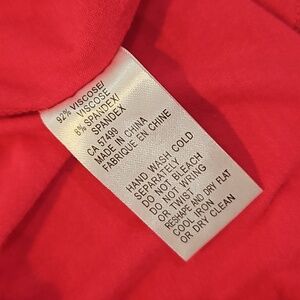 92% VISCOSE/
VISCOSE
8% SPANDEX/
SPANDEX
CA 57499
MADE IN CHINA
FABRIQUE EN CHINE
HAND WASH COLD
SEPARATELY
DO NOT BLEACH
DO NOT WRING
OR TWIST
RESHAPE AND DRY FLAT
COOL IRON
OR DRY CLEAN